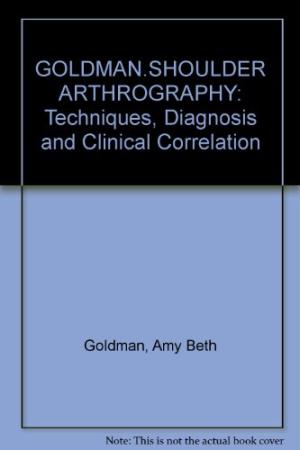 GOLDMAN.SHOULDER
ARTHROGRAPHY:
Techniques, Diagnosis
and Clinical Correlation
Goldman, Amy Beth
Note: This is not the actual book cover